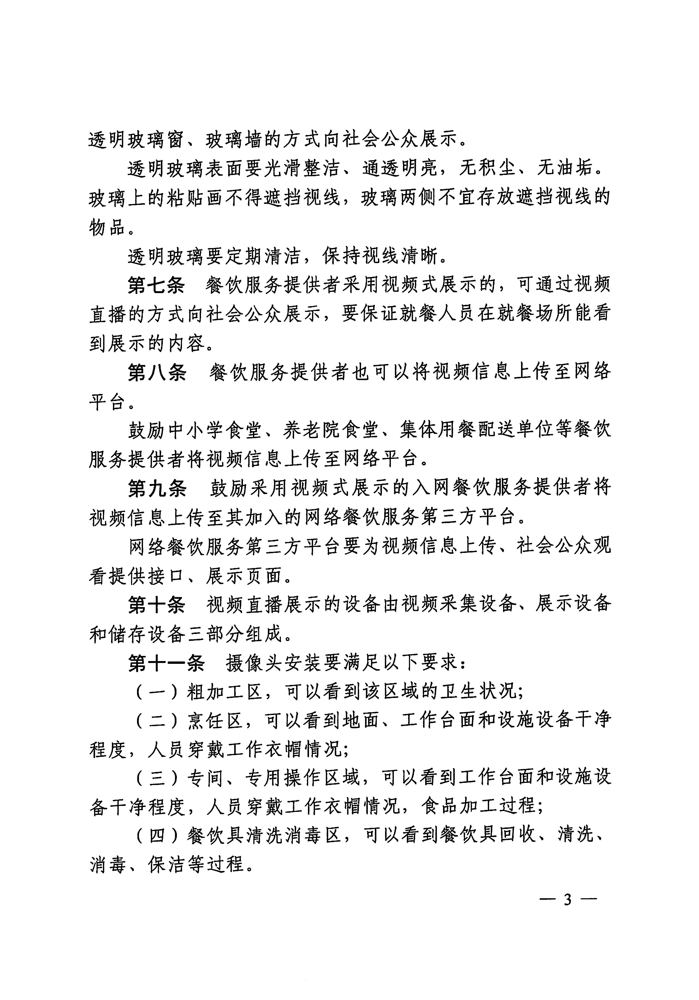 透明玻璃窗、玻璃墙的方式向社会公众展示。
透明玻璃表面要光滑整洁、通透明亮，无积尘、无油垢。
玻璃上的粘贴画不得遮挡视线，玻璃两侧不宜存放遮挡视线的
物品。
透明玻璃要定期清洁，保持视线清晰。
第七条　餐饮服务提供者采用视频式展示的，可通过视频
直播的方式向社会公众展示，要保证就餐人员在就餐场所能看
到展示的内容。
第八条　餐饮服务提供者也可以将视频信息上传至网络
平台。
鼓励中小学食堂、养老院食堂、集体用餐配送单位等餐饮
服务提供者将视频信息上传至网络平台。
第九条　鼓励采用视频式展示的入网餐饮服务提供者将
视频信息上传至其加入的网络餐饮服务第三方平台。
网络餐饮服务第三方平台要为视频信息上传、社会公众观
看提供接口、展示页面。
第十条　视频直播展示的设备由视频采集设备、展示设备
和储存设备三部分组成。
第十一条　摄像头安装要满足以下要求：
（一）粗加工区，可以看到该区域的卫生状况；
（二）烹饪区，可以看到地面、工作台面和设施设备干净
程度，人员穿戴工作衣帽情况；
（三）专间、专用操作区域，可以看到工作台面和设施设
备干净程度，人员穿戴工作衣帽情况，食品加工过程；
（四）餐饮具清洗消毒区，可以看到餐饮具回收、清洗、
消毒、保洁等过程。
— 3 —